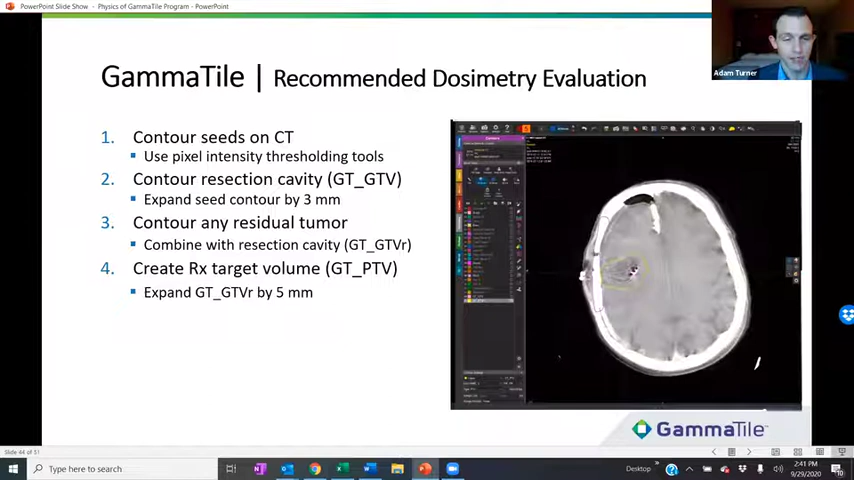 PowerPoint Slide Show - Physics of GammaTile Program - PowerPoint
Adam Turner
GammaTile | Recommended Dosimetry Evaluation
1. Contour seeds on CT
▪ Use pixel intensity thresholding tools
2. Contour resection cavity (GT_GTV)
▪ Expand seed contour by 3 mm
3. Contour any residual tumor
▪ Combine with resection cavity (GT_GTVr)
4. Create Rx target volume (GT_PTV)
▪ Expand GT_GTVr by 5 mm
GammaTile™
Slide 44 of 51
Type here to search
Desktop
2:41 PM
9/29/2020